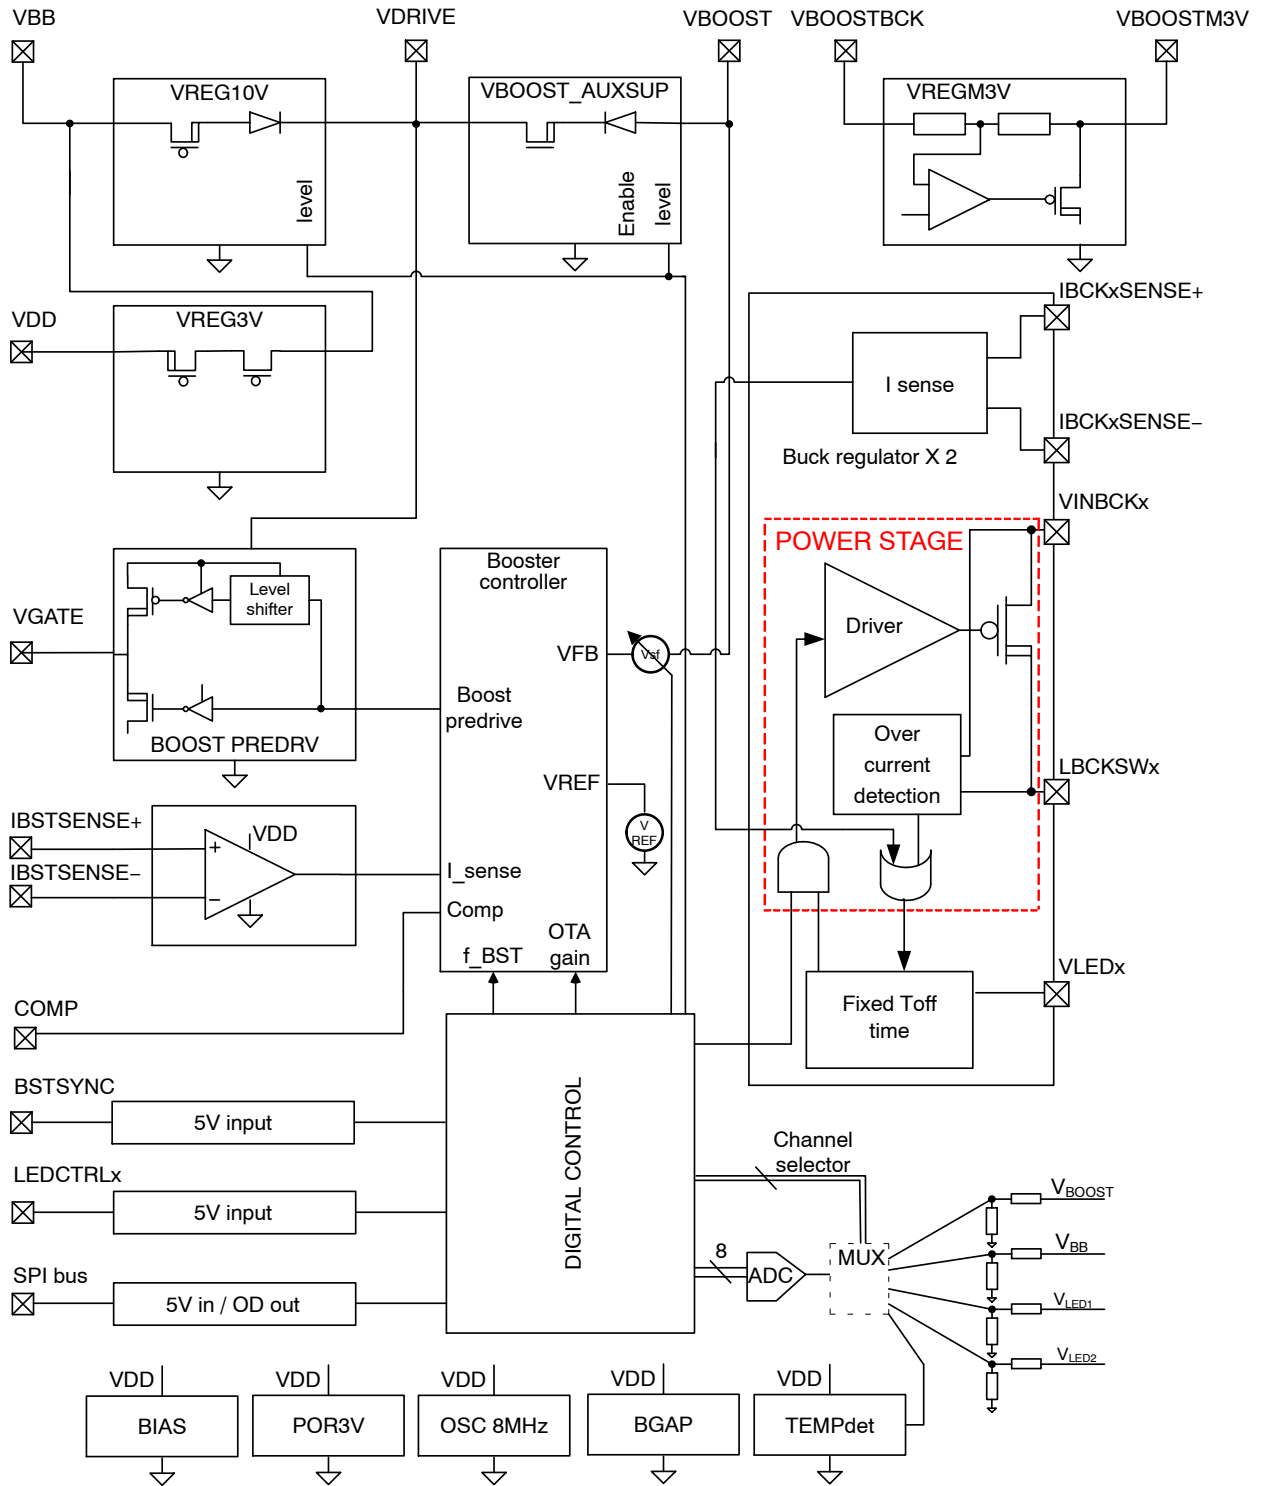 VBB
VDRIVE
VBOOST
VBOOSTBCK
VBOOSTM3V
VREG10V
level
VBOOST_AUXSUP
Enable
level
VREGM3V
VDD
VREG3V
IBCKxSENSE+
I sense
IBCKxSENSE−
Buck regulator X 2
VINBCKx
POWER STAGE
Driver
Over
current
detection
LBCKSWx
VGATE
Level
shifter
BOOST PREDRV
Booster
controller
VFB
Vsf
Boost
predrive
VREF
V
REF
IBSTSENSE+
IBSTSENSE−
VDD
+
−
I_sense
Comp
f_BST
OTA
gain
VLEDx
Fixed Toff
time
COMP
BSTSYNC
5V input
LEDCTRLx
5V input
SPI bus
5V in / OD out
DIGITAL CONTROL
Channel
selector
8
ADC
MUX
VBOOST
VBB
VLED1
VLED2
VDD
BIAS
VDD
POR3V
VDD
OSC 8MHz
VDD
BGAP
VDD
TEMPdet